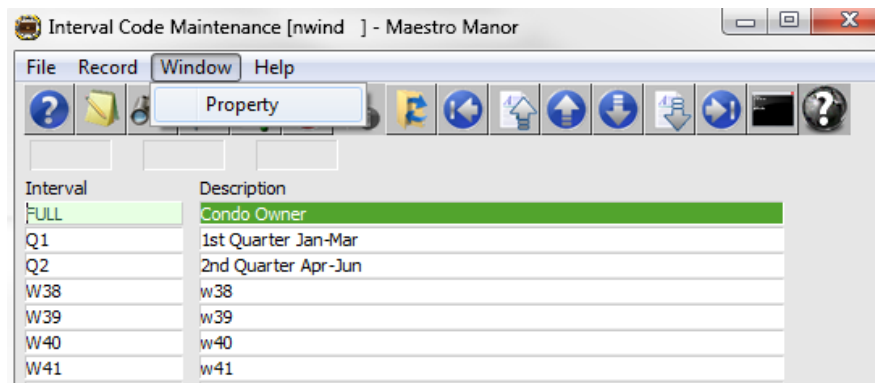 Interval Code Maintenance [nwind ] - Maestro Manor
File Record Window Help
Property
Interval Description
FULL Condo Owner
Q1 1st Quarter Jan-Mar
Q2 2nd Quarter Apr-Jun
W38 w38
W39 w39
W40 w40
W41 w41